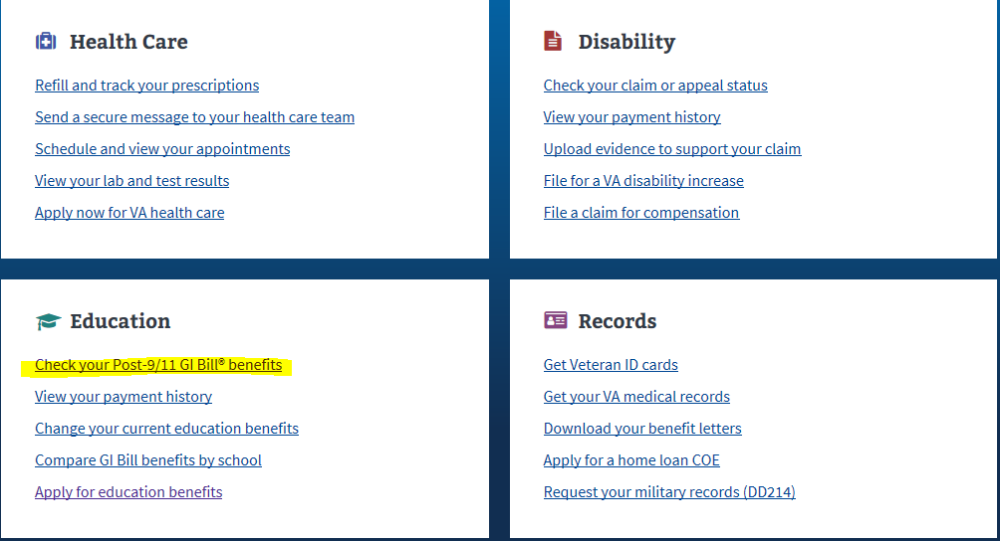 Health Care
Refill and track your prescriptions
Send a secure message to your health care team
Schedule and view your appointments
View your lab and test results
Apply now for VA health care
Disability
Check your claim or appeal status
View your payment history
Upload evidence to support your claim
File for a VA disability increase
File a claim for compensation
Education
Check your Post-9/11 GI Bill® benefits
View your payment history
Change your current education benefits
Compare GI Bill benefits by school
Apply for education benefits
Records
Get Veteran ID cards
Get your VA medical records
Download your benefit letters
Apply for a home loan COE
Request your military records (DD214)